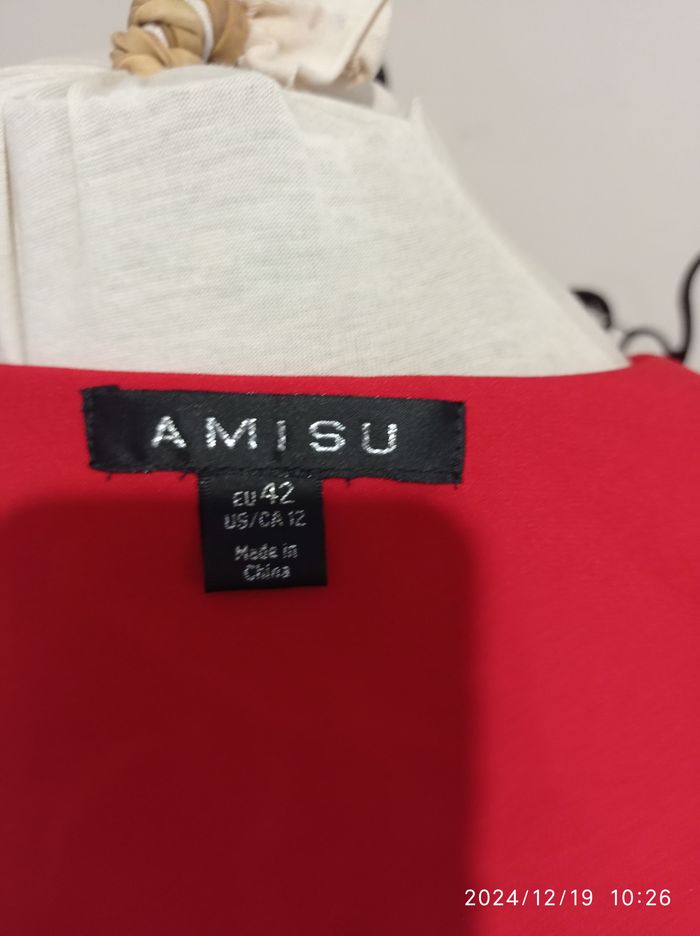 AMISU
EU 42
US/CA 12
Made in
China
2024/12/19 10:26